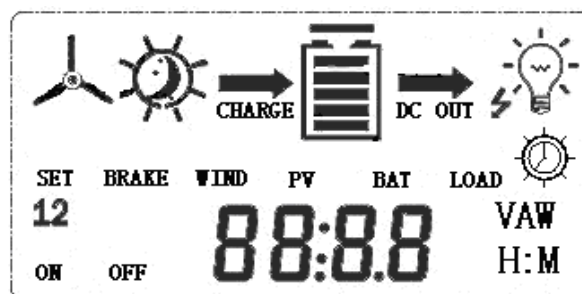 CHARGE DC OUT
SET BRAKE WIND PV BAT LOAD
12 88:8.8 VAW
ON OFF H:M